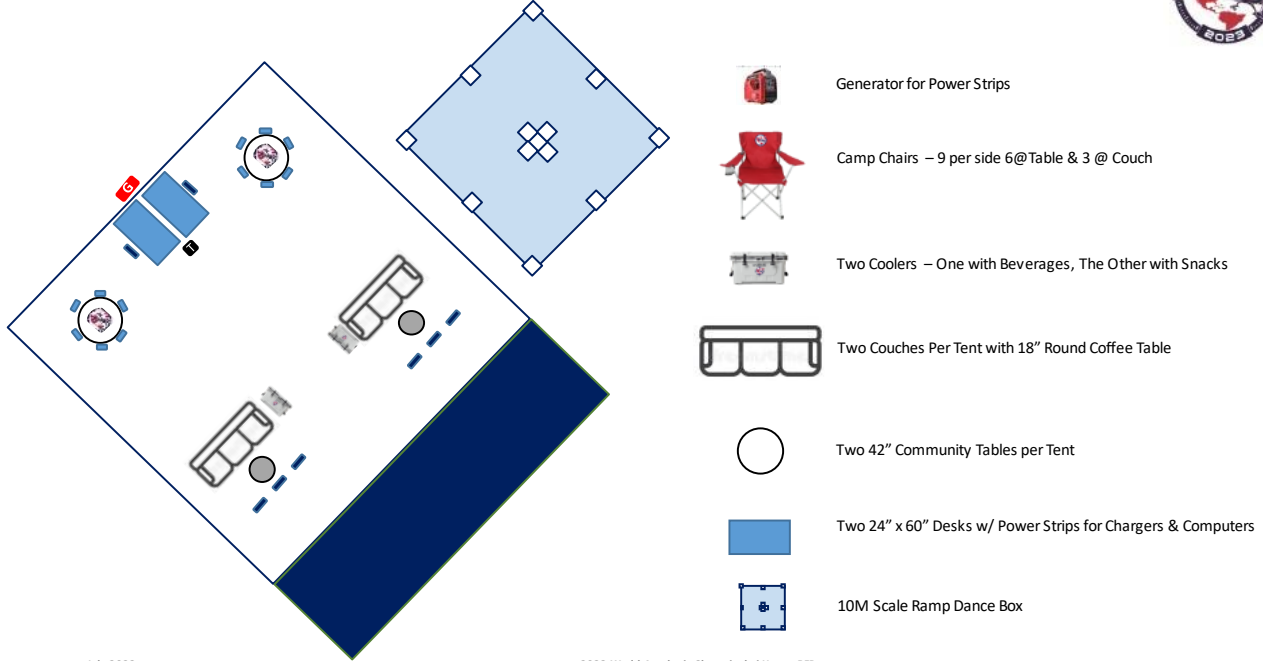 2023
Generator for Power Strips
Camp Chairs – 9 per side 6@Table & 3 @ Couch
G
T
Two Coolers – One with Beverages, The Other with Snacks
Two Couches Per Tent with 18” Round Coffee Table
Two 42” Community Tables per Tent
Two 24” x 60” Desks w/ Power Strips for Chargers & Computers
10M Scale Ramp Dance Box